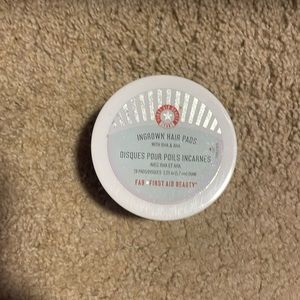 INGROWN HAIR PADS
WITH BHA & AHA
DISQUES POUR POILS INCARNÉS
AVEC BHA ET AHA
FAB FIRST AID BEAUTY